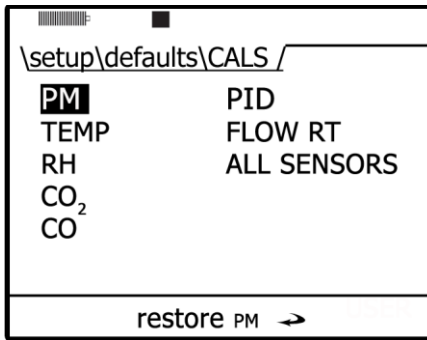 \setup\defaults\CALS /
PM PID
TEMP FLOW RT
RH ALL SENSORS
CO₂
CO
restore PM